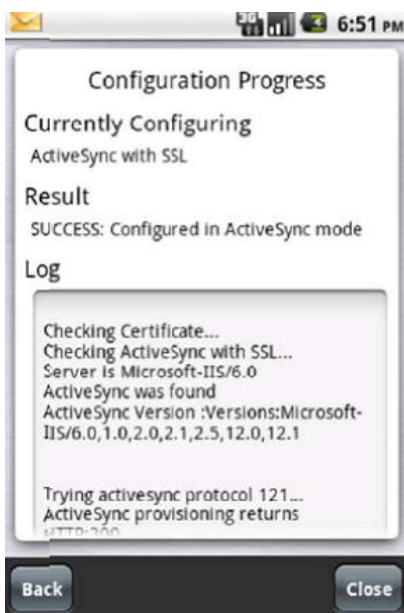 3G 6:51 PM
Configuration Progress
Currently Configuring
ActiveSync with SSL
Result
SUCCESS: Configured in ActiveSync mode
Log
Checking Certificate...
Checking ActiveSync with SSL...
Server is Microsoft-IIS/6.0
ActiveSync was found
ActiveSync Version :Versions:Microsoft-
IIS/6.0,1.0,2.0,2.1,2.5,12.0,12.1
Trying activesync protocol 121...
ActiveSync provisioning returns
HTTP:200
Back Close